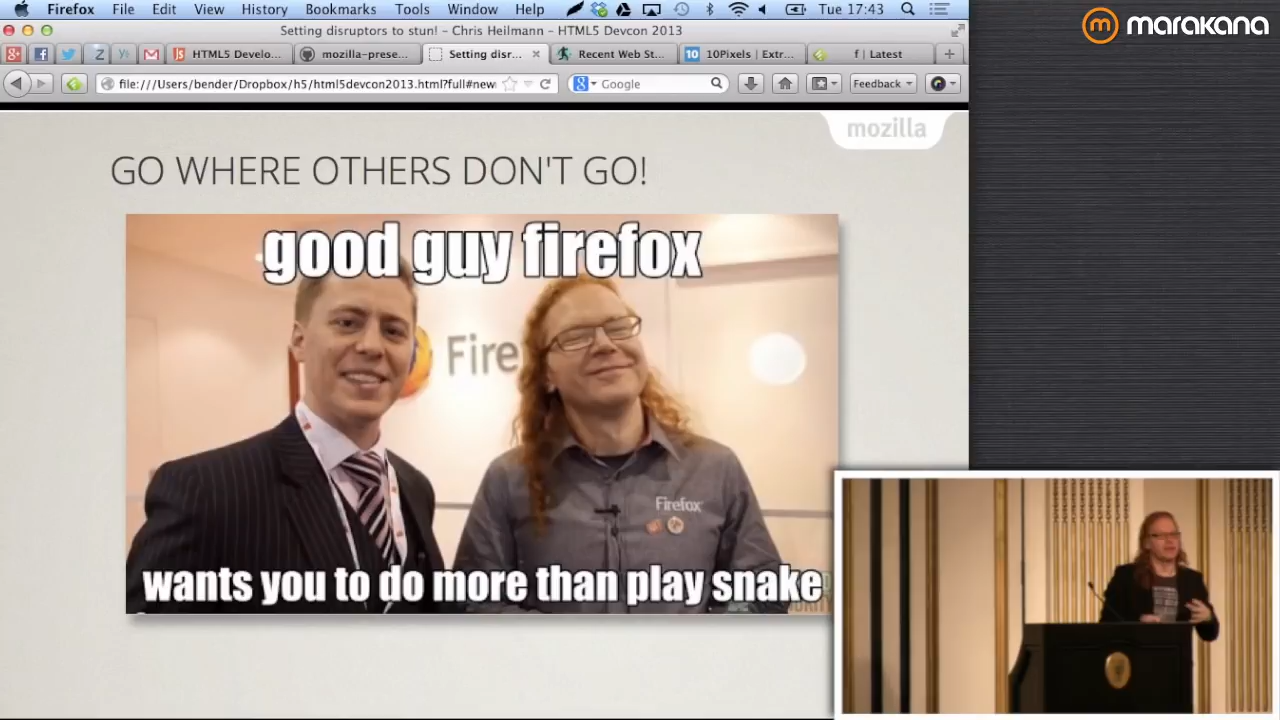 Firefox File Edit View History Bookmarks Tools Window Help Tue 17:43
Setting disruptors to stun! - Chris Heilmann - HTML5 Devcon 2013
HTML5 Develo... mozilla-prese... Setting disr... Recent Web St... 10Pixels | Extr... f | Latest
file:///Users/bender/Dropbox/h5/html5devcon2013.html?full#new Google Feedback
marakana
mozilla
GO WHERE OTHERS DON'T GO!
good guy firefox
Fire
Firefox
wants you to do more than play snake